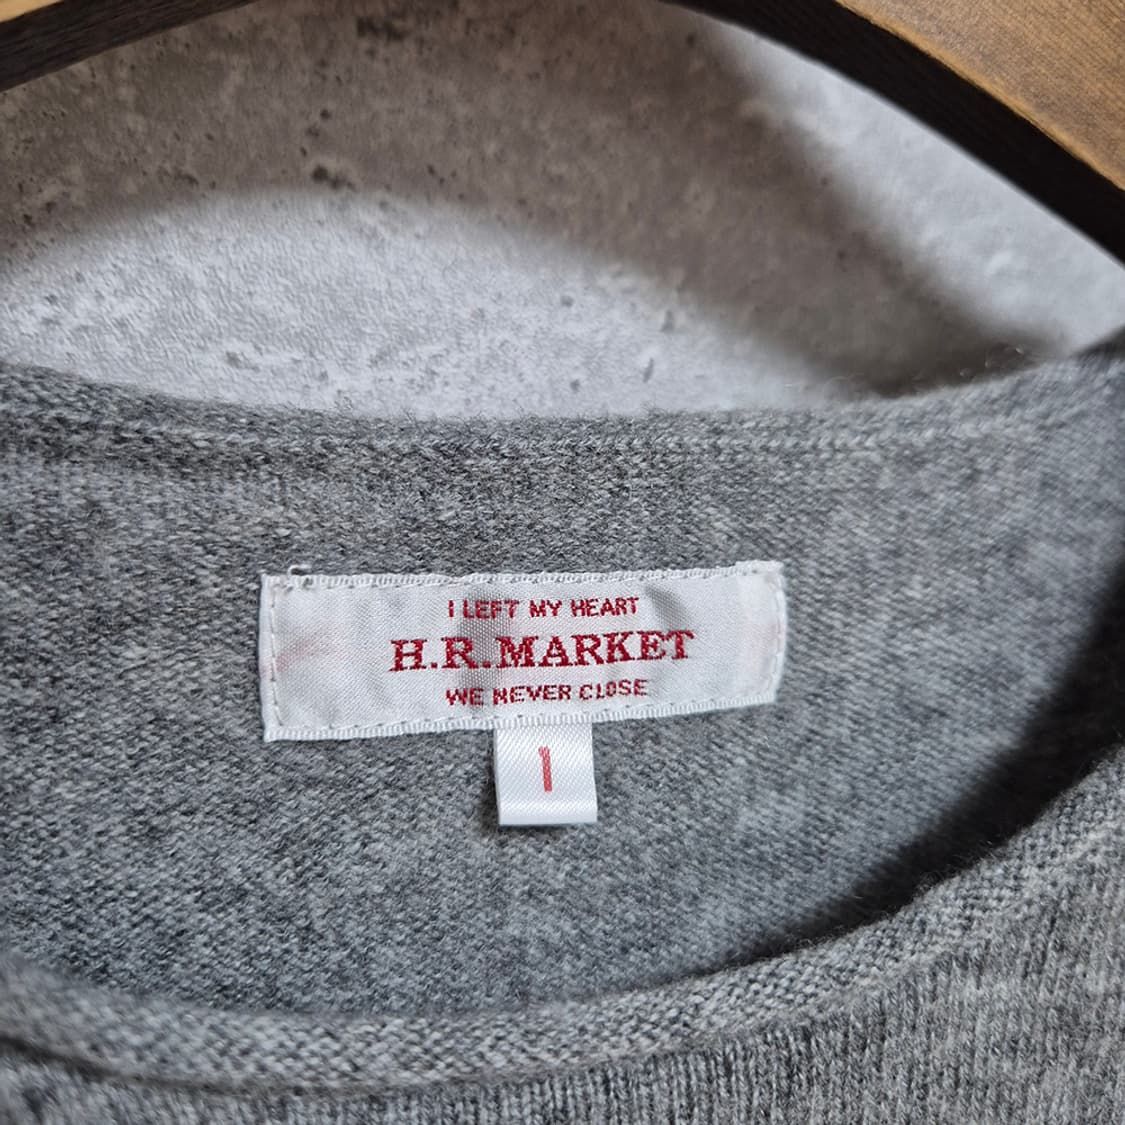 I LEFT MY HEART
H.R.MARKET
WE NEVER CLOSE
1